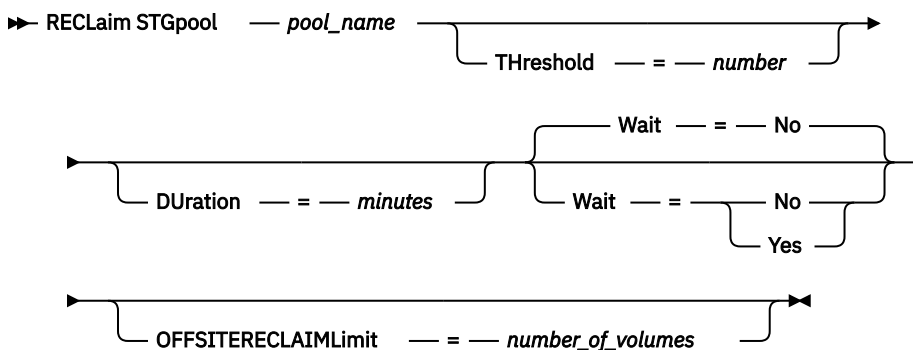 RECLaim STGpool — pool_name
THreshold — = — number
Wait — = — No
DUration — = — minutes
Wait — = — No
Yes
OFFSITERECLAIMLimit — = — number_of_volumes